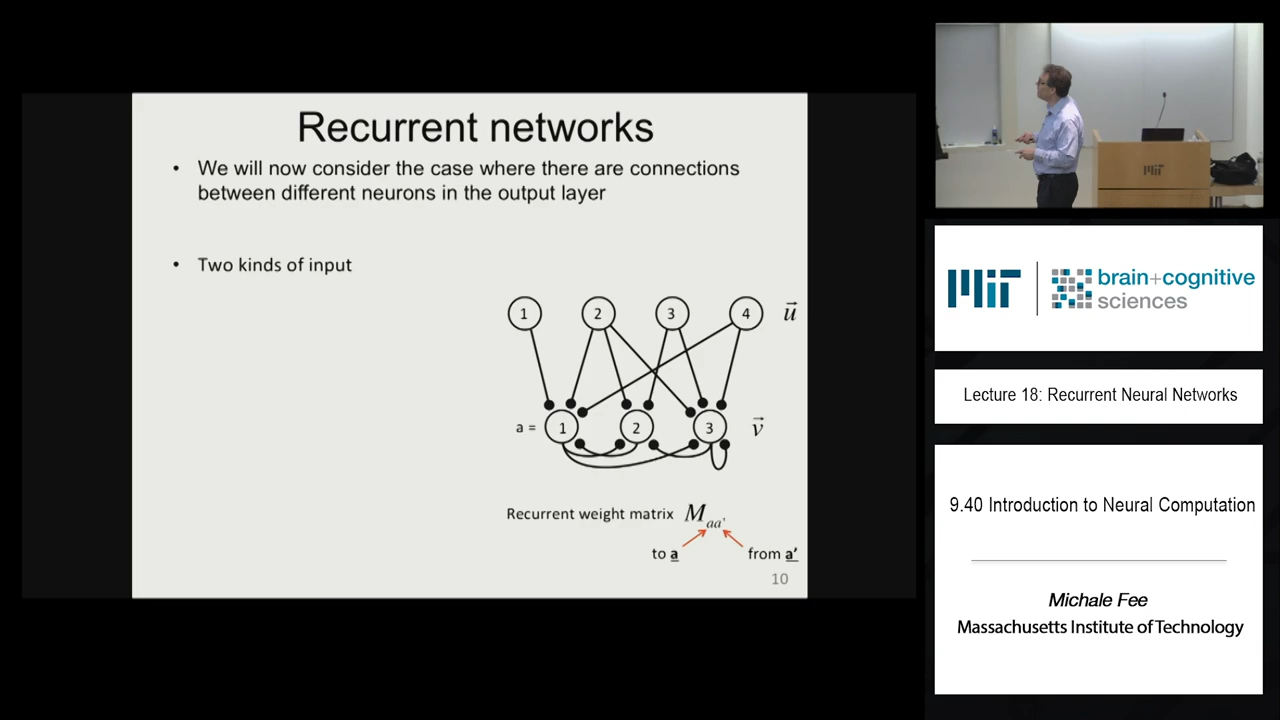 Recurrent networks
• We will now consider the case where there are connections
between different neurons in the output layer
• Two kinds of input
1 2 3 4 u⃗
a = 1 2 3 v⃗
Recurrent weight matrix M_aa'
to a from a'
10
MIT
MIT
brain+cognitive
sciences
Lecture 18: Recurrent Neural Networks
9.40 Introduction to Neural Computation
Michale Fee
Massachusetts Institute of Technology